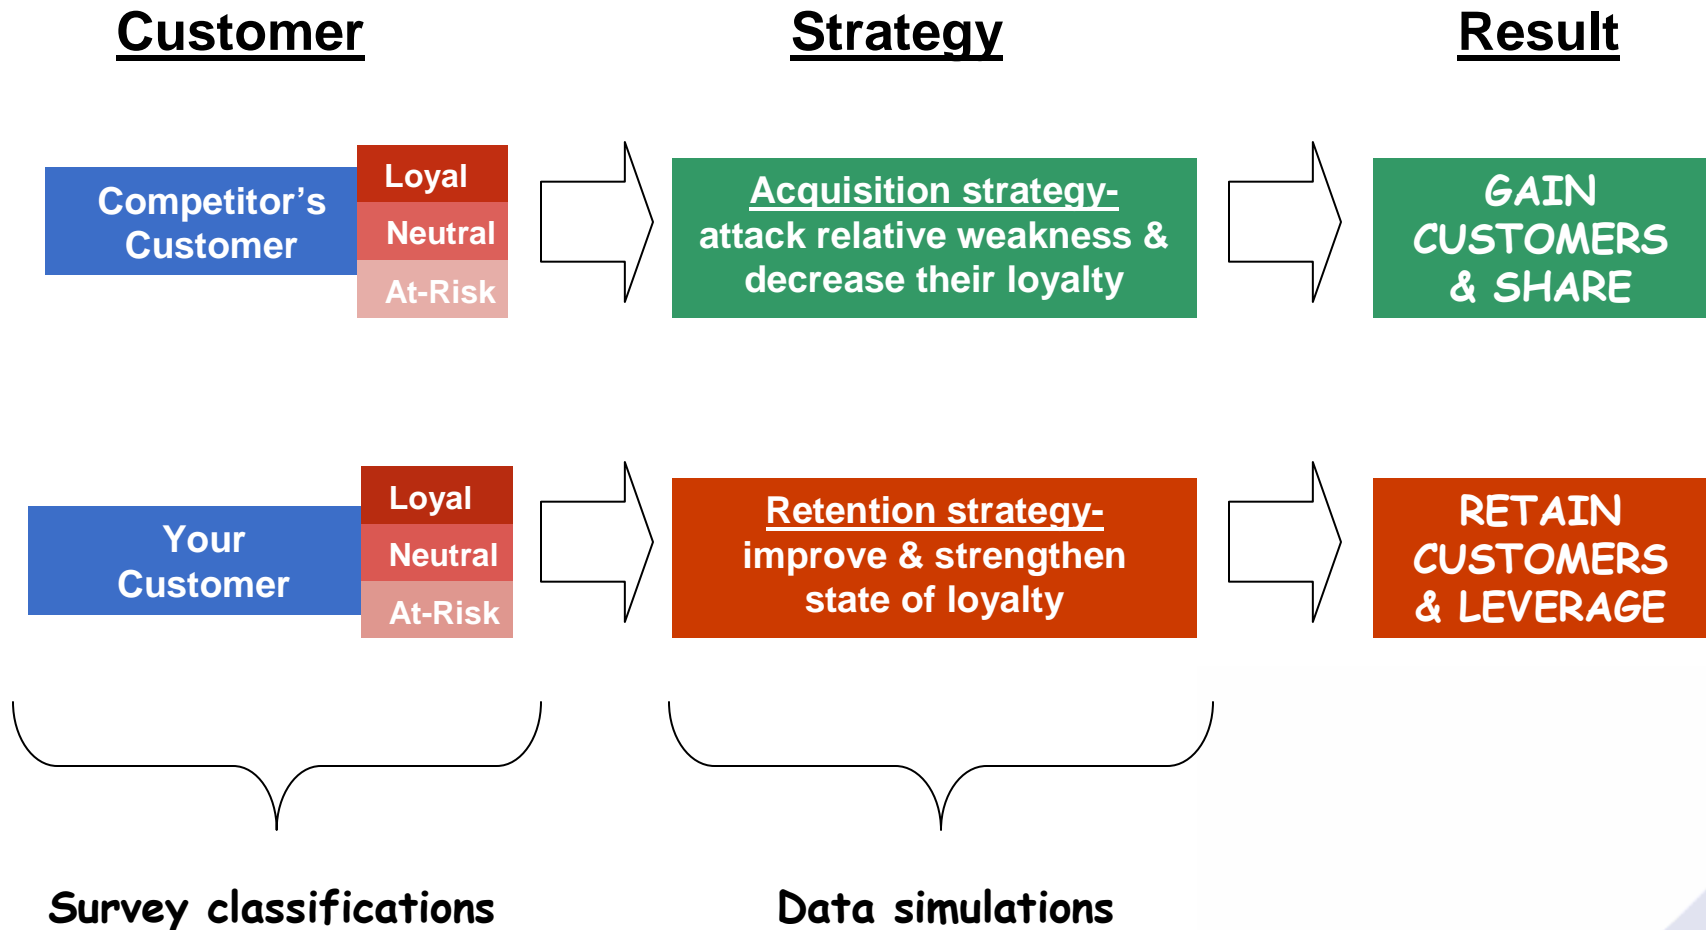 Customer
Strategy
Result
Competitor’s
Customer
Loyal
Neutral
At-Risk
Acquisition strategy-
attack relative weakness &
decrease their loyalty
GAIN
CUSTOMERS
& SHARE
Your
Customer
Loyal
Neutral
At-Risk
Retention strategy-
improve & strengthen
state of loyalty
RETAIN
CUSTOMERS
& LEVERAGE
Survey classifications
Data simulations